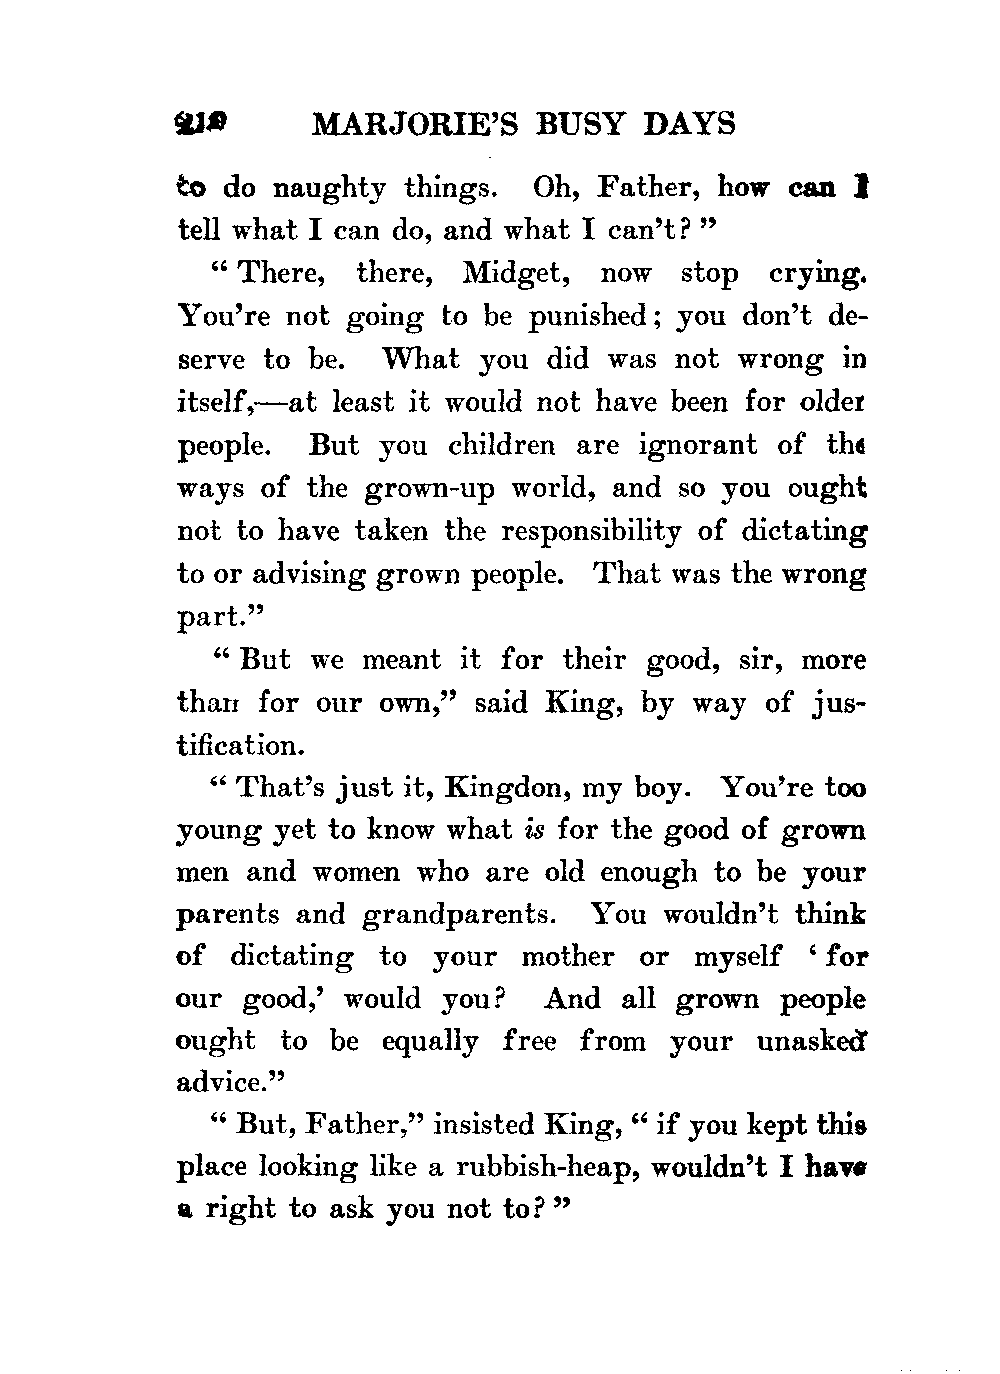 MARJORIE'S BUSY DAYS
to do naughty things. Oh, Father, how can I
tell what I can do, and what I can't?"
"There, there, Midget, now stop crying.
You're not going to be punished; you don't de-
serve to be. What you did was not wrong in
itself,—at least it would not have been for older
people. But you children are ignorant of the
ways of the grown-up world, and so you ought
not to have taken the responsibility of dictating
to or advising grown people. That was the wrong
part."
"But we meant it for their good, sir, more
than for our own," said King, by way of jus-
tification.
"That's just it, Kingdon, my boy. You're too
young yet to know what is for the good of grown
men and women who are old enough to be your
parents and grandparents. You wouldn't think
of dictating to your mother or myself 'for
our good,' would you? And all grown people
ought to be equally free from your unasked
advice."
"But, Father," insisted King, "if you kept this
place looking like a rubbish-heap, wouldn't I have
a right to ask you not to?"